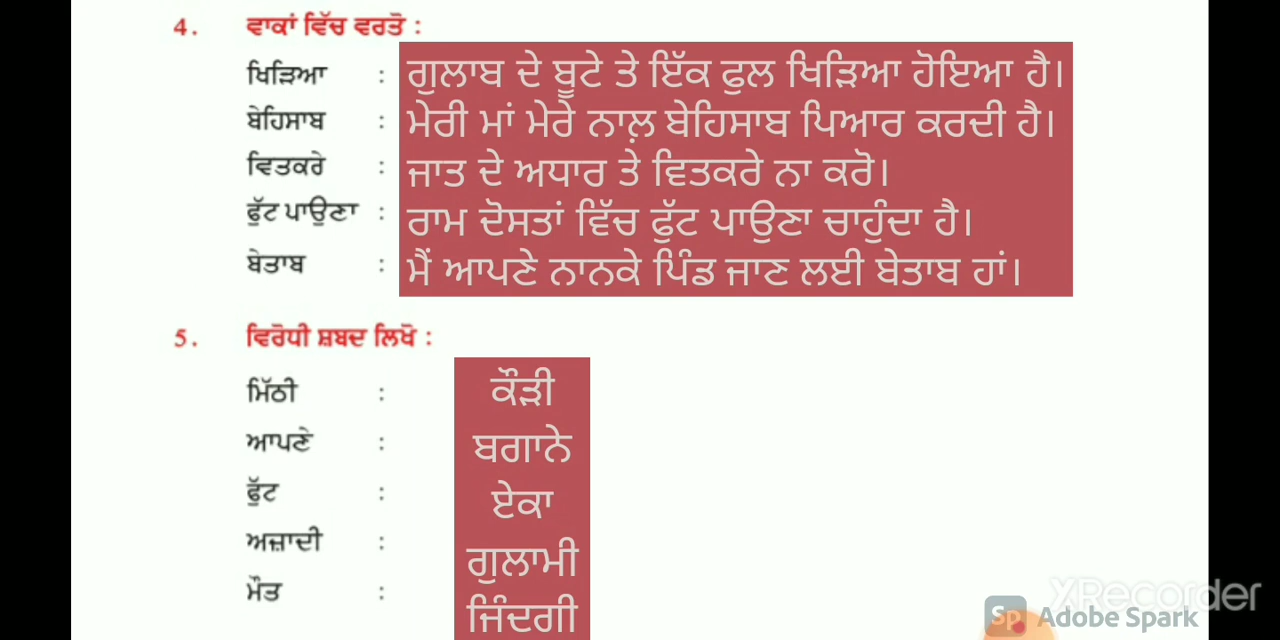 4. ਵਾਕਾਂ ਵਿੱਚ ਵਰਤੋ :
ਖਿੜਿਆ : ਗੁਲਾਬ ਦੇ ਬੂਟੇ ਤੇ ਇੱਕ ਫੁਲ ਖਿੜਿਆ ਹੋਇਆ ਹੈ।
ਬੇਹਿਸਾਬ : ਮੇਰੀ ਮਾਂ ਮੇਰੇ ਨਾਲ਼ ਬੇਹਿਸਾਬ ਪਿਆਰ ਕਰਦੀ ਹੈ।
ਵਿਤਕਰੇ : ਜਾਤ ਦੇ ਅਧਾਰ ਤੇ ਵਿਤਕਰੇ ਨਾ ਕਰੋ।
ਫੁੱਟ ਪਾਉਣਾ : ਰਾਮ ਦੋਸਤਾਂ ਵਿੱਚ ਫੁੱਟ ਪਾਉਣਾ ਚਾਹੁੰਦਾ ਹੈ।
ਬੇਤਾਬ : ਮੈਂ ਆਪਣੇ ਨਾਨਕੇ ਪਿੰਡ ਜਾਣ ਲਈ ਬੇਤਾਬ ਹਾਂ।
5. ਵਿਰੋਧੀ ਸ਼ਬਦ ਲਿਖੋ :
ਮਿੱਠੀ : ਕੌੜੀ
ਆਪਣੇ : ਬਗਾਨੇ
ਫੁੱਟ : ਏਕਾ
ਅਜ਼ਾਦੀ : ਗੁਲਾਮੀ
ਮੌਤ : ਜਿੰਦਗੀ
XRecorder
Sp Adobe Spark